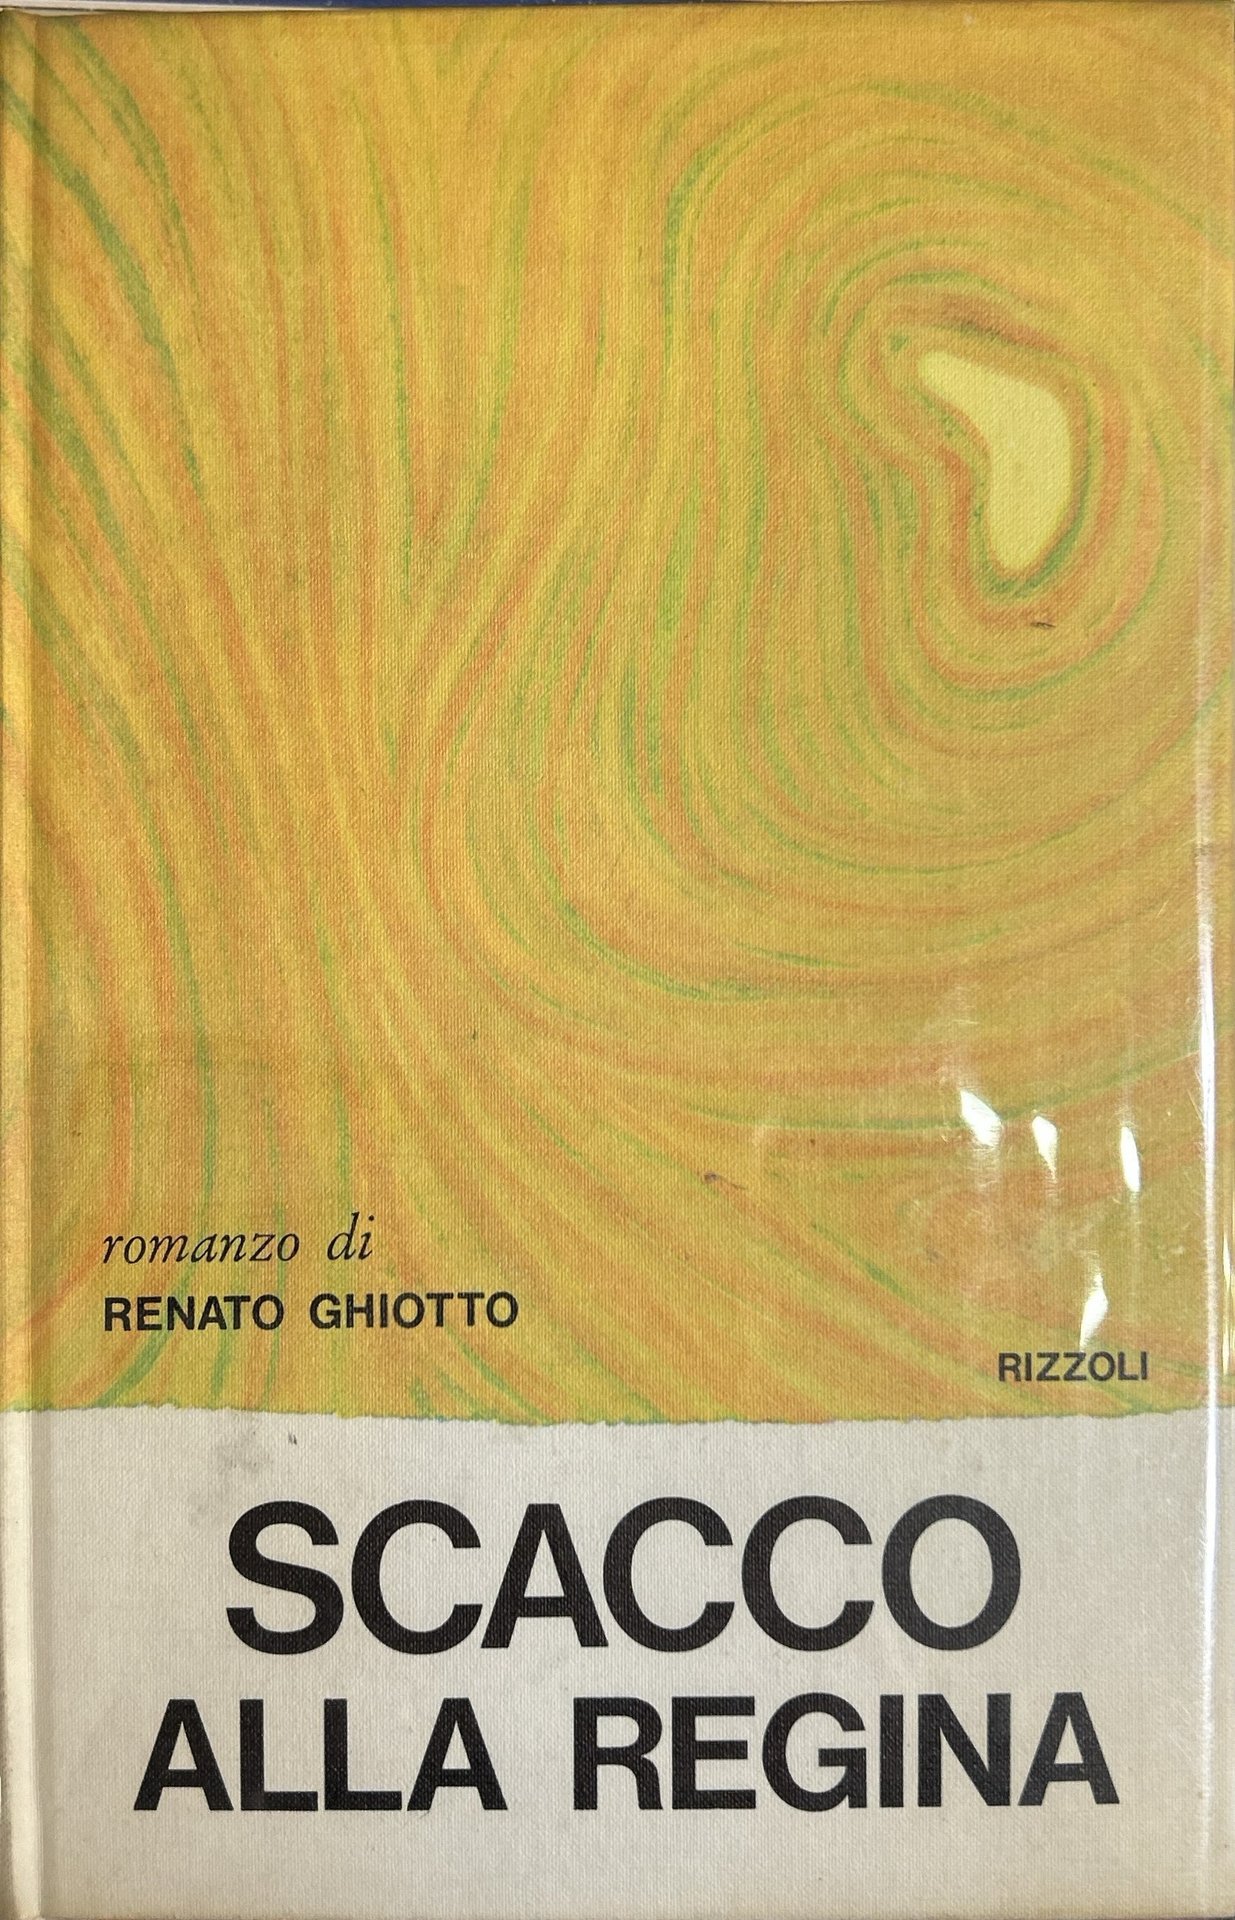 romanzo di
RENATO GHIOTTO
RIZZOLI
SCACCO
ALLA REGINA